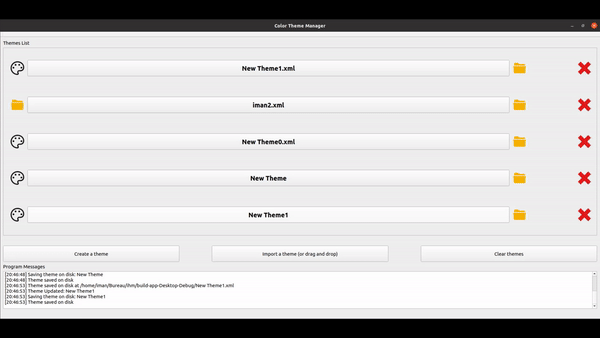 Color Theme Manager
Themes List
New Theme1.xml
iman2.xml
New Theme0.xml
New Theme
New Theme1
Create a theme
Import a theme (or drag and drop)
Clear themes
Program Messages
[20:46:48] Saving theme on disk: New Theme
[20:46:48] Theme saved on disk
[20:46:53] Theme saved on disk at /home/iman/Bureau/ihm/build-app-Desktop-Debug/New Theme1.xml
[20:46:53] Theme Updated: New Theme1
[20:46:53] Saving theme on disk: New Theme1
[20:46:53] Theme saved on disk